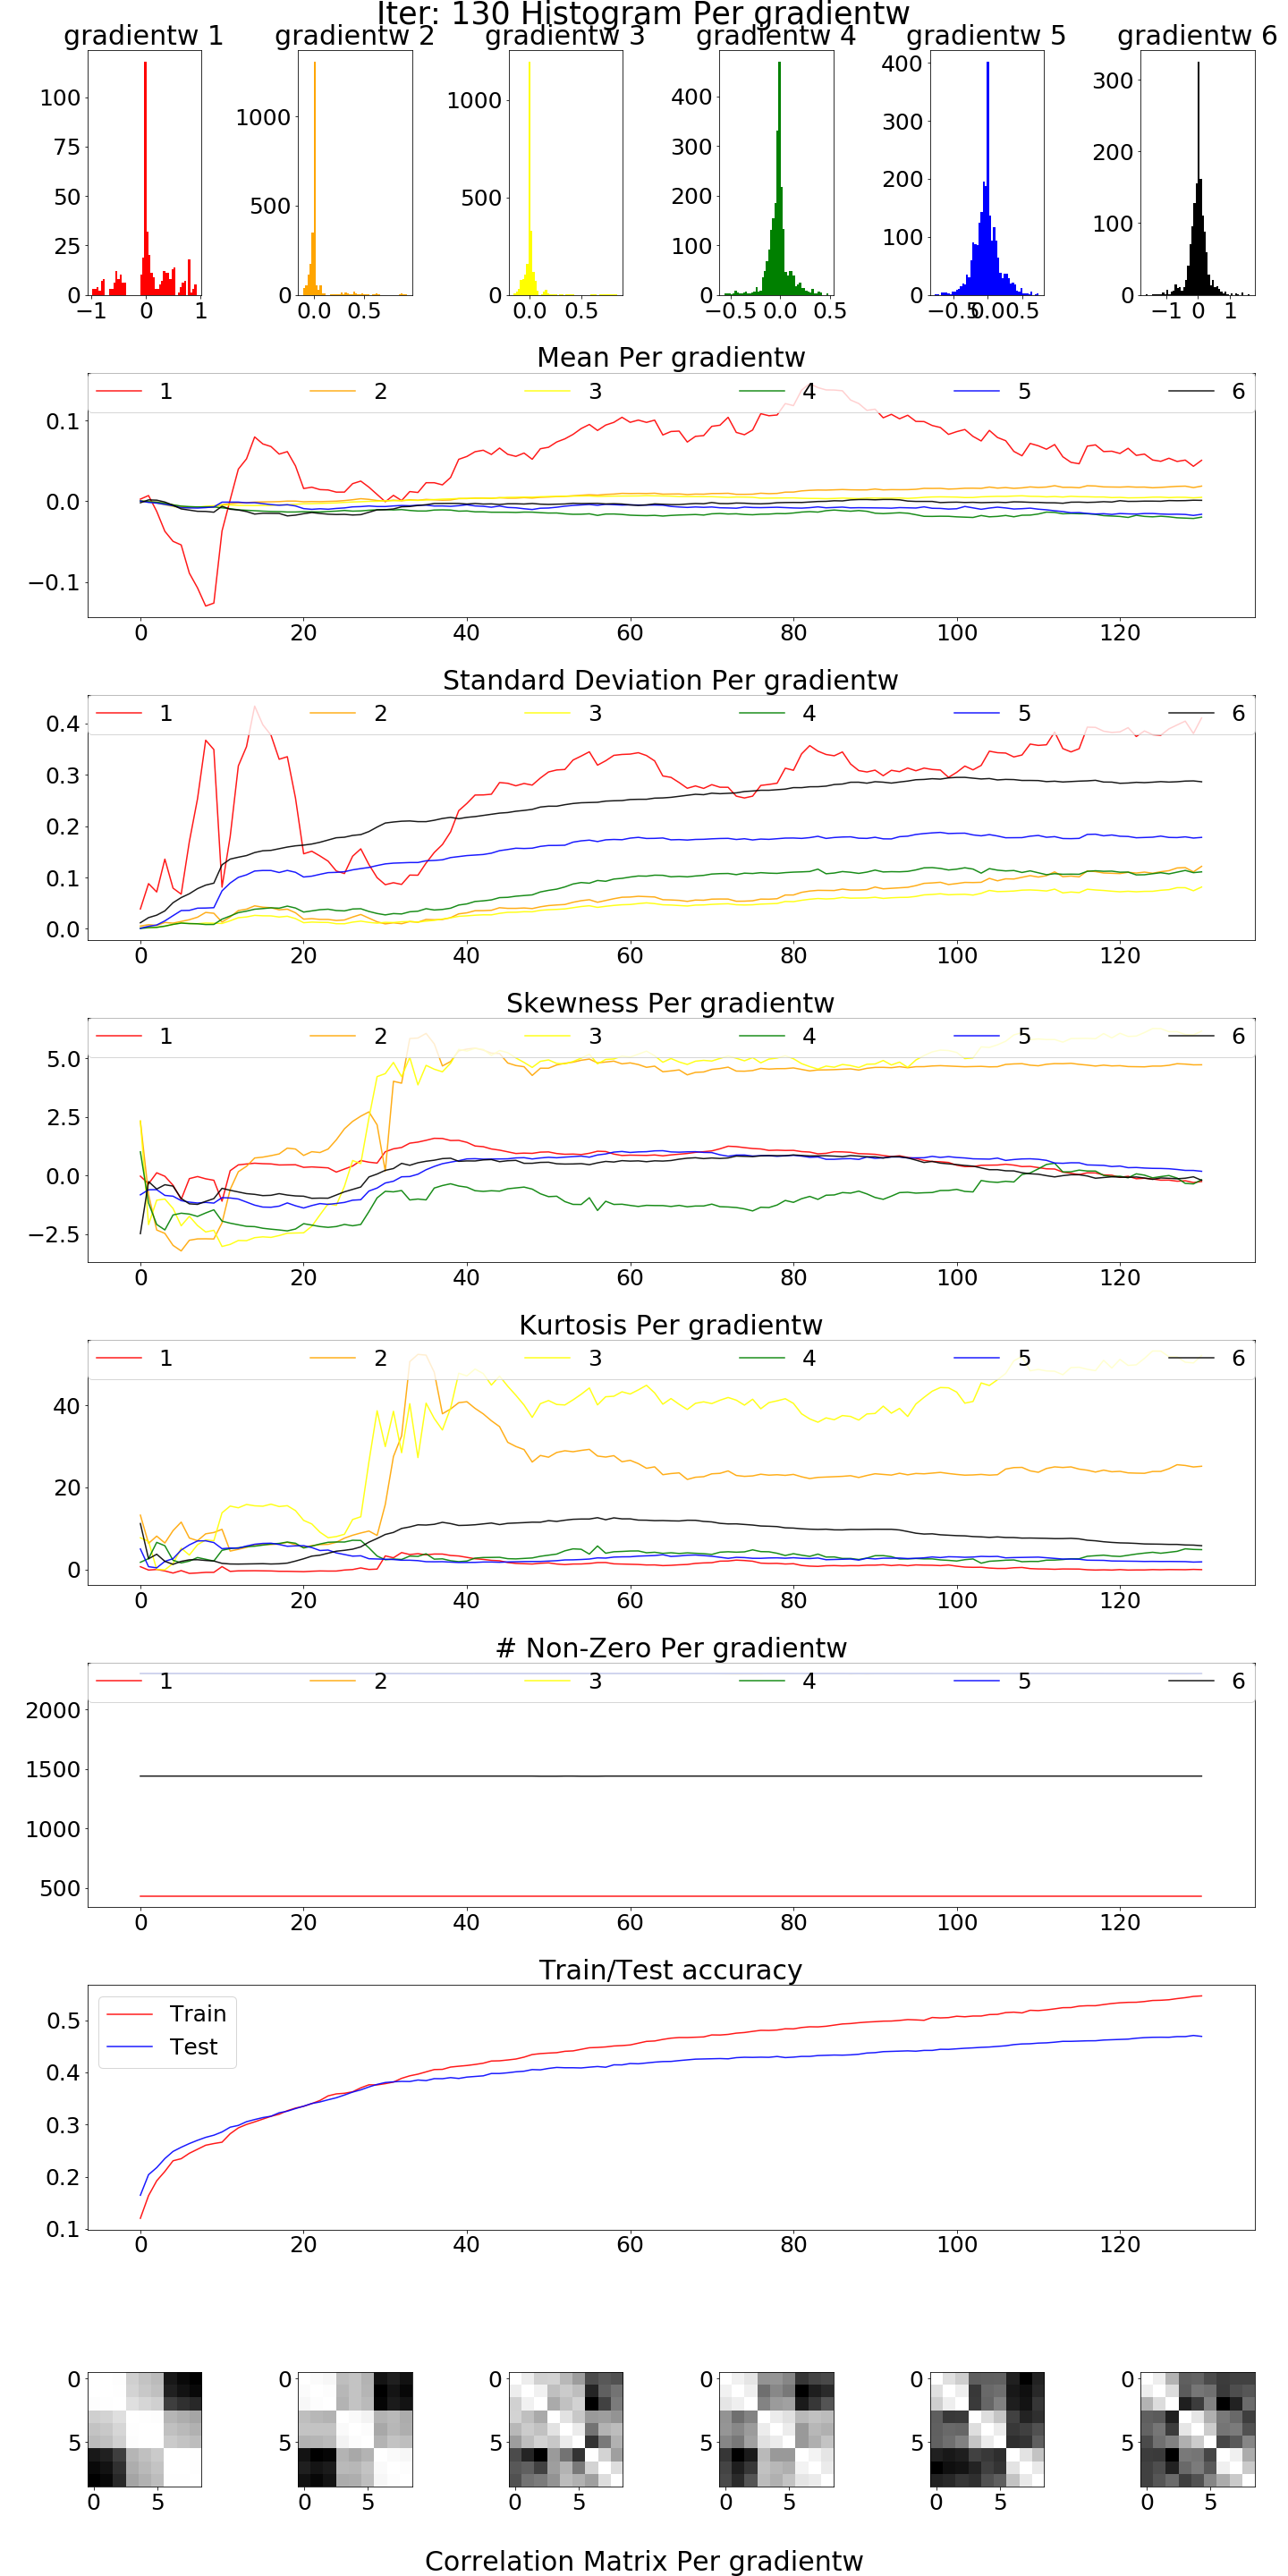 Iter: 130 Histogram Per gradientw
gradientw 1 gradientw 2 gradientw 3 gradientw 4 gradientw 5 gradientw 6
100
75
50
25
0
−1 0 1
1000
500
0
0.0 0.5
1000
500
0
0.0 0.5
400
300
200
100
0
−0.5 0.0 0.5
400
300
200
100
0
−0.5 0.0 0.5
300
200
100
0
−1 0 1
Mean Per gradientw
1 2 3 4 5 6
0.1
0.0
−0.1
0 20 40 60 80 100 120
Standard Deviation Per gradientw
1 2 3 4 5 6
0.4
0.3
0.2
0.1
0.0
0 20 40 60 80 100 120
Skewness Per gradientw
1 2 3 4 5 6
5.0
2.5
0.0
−2.5
0 20 40 60 80 100 120
Kurtosis Per gradientw
1 2 3 4 5 6
40
20
0
0 20 40 60 80 100 120
# Non-Zero Per gradientw
1 2 3 4 5 6
2000
1500
1000
500
0 20 40 60 80 100 120
Train/Test accuracy
Train
Test
0.5
0.4
0.3
0.2
0.1
0 20 40 60 80 100 120
0
5
0 5
0
5
0 5
0
5
0 5
0
5
0 5
0
5
0 5
0
5
0 5
Correlation Matrix Per gradientw